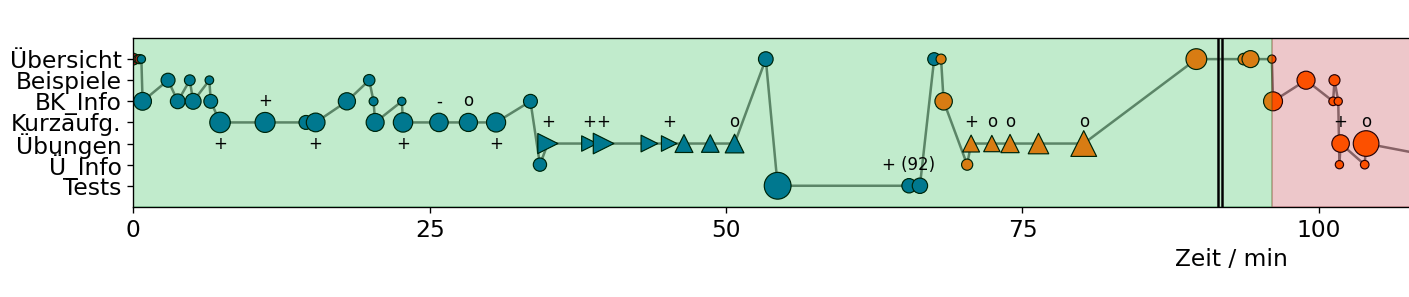 Übersicht
Beispiele
BK_Info
Kurzaufg.
Übungen
Ü_Info
Tests
+ - o
+ ++ + o + o o o + o
+ + + +
+ (92)
0 25 50 75 100
Zeit / min